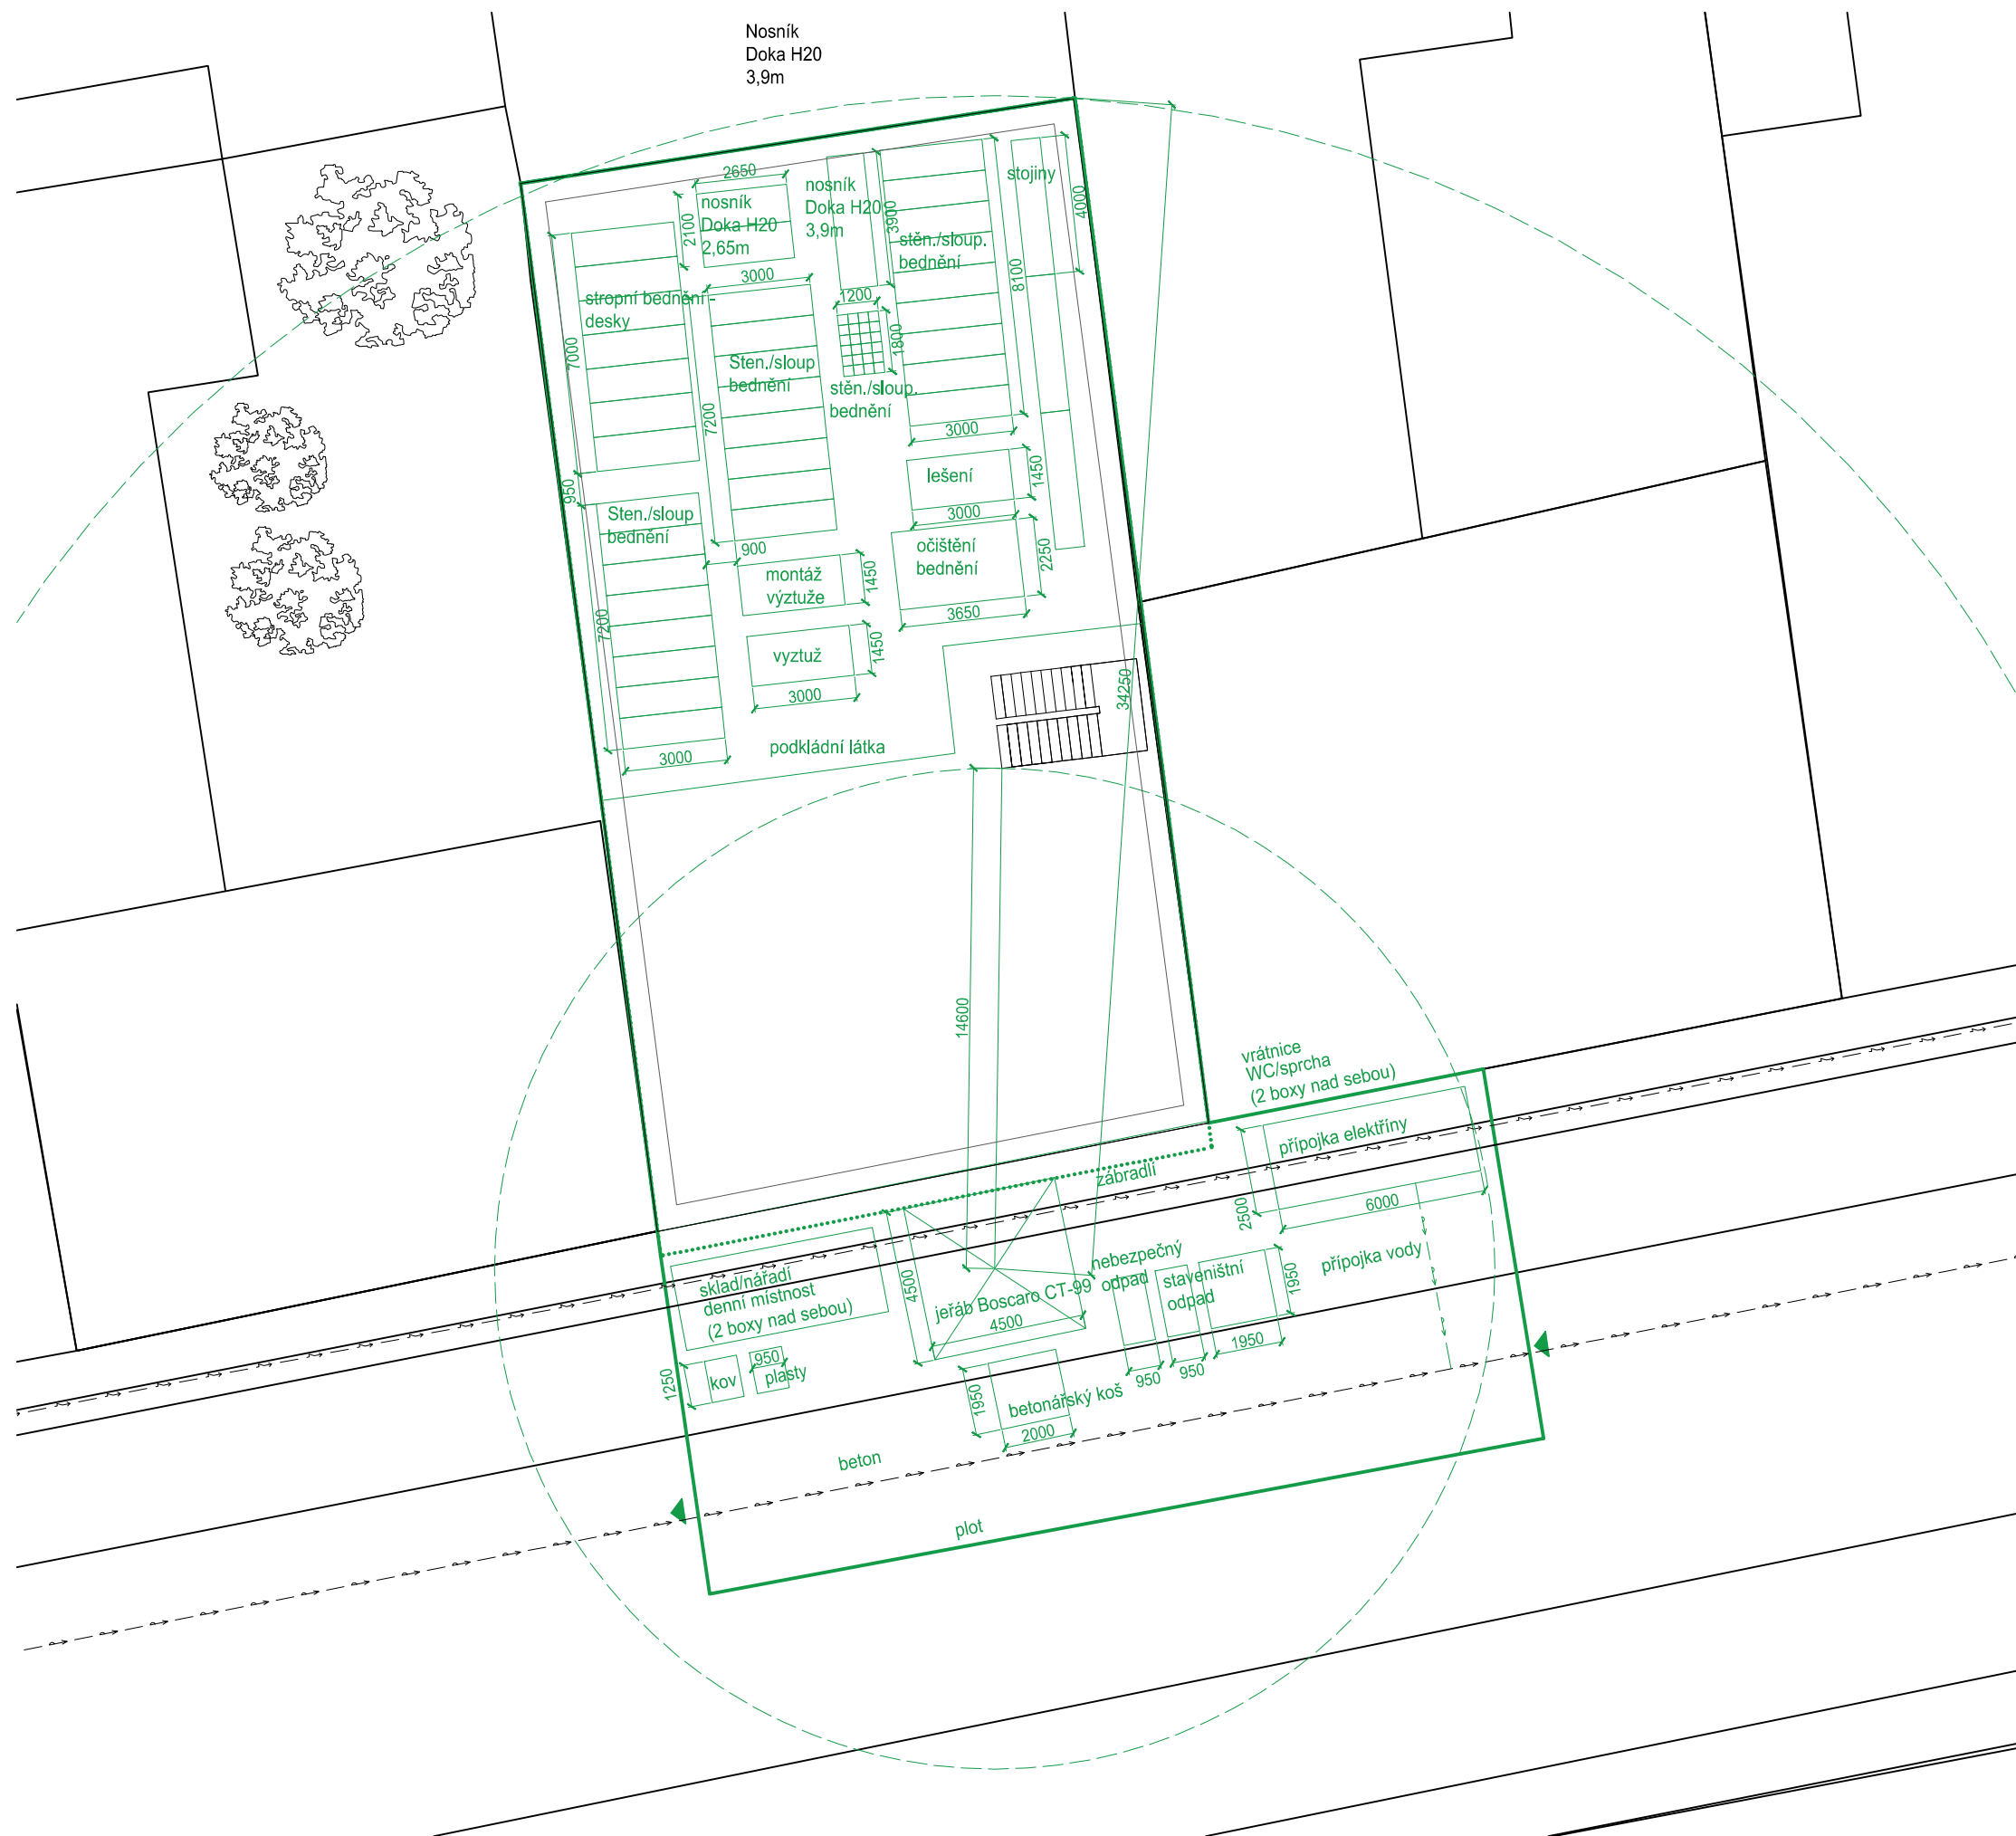 Nosník
Doka H20
3,9m
2650
nosník
Doka H20
2,65m
2100
nosník
Doka H20
3,9m
3900
stojiny
4000
stěn./sloup.
bednění
8100
3000
1200
1800
stropní bednění -
desky
7000
Sten./sloup
bednění
7200
stěn./sloup.
bednění
3000
lešení
1450
3000
950
Sten./sloup
bednění
900
očištění
bednění
2250
montáž
výztuže
1450
3650
7200
vyztuž
1450
3000
34250
podkládní látka
3000
14600
vrátnice
WC/sprcha
(2 boxy nad sebou)
přípojka elektříny
zábradlí
2500
6000
sklad/nářadí
denní místnost
(2 boxy nad sebou)
4500
jeřáb Boscaro CT-99
4500
nebezpečný
odpad
staveništní
odpad
1950
přípojka vody
1950
950
950
1250
kov
950
plasty
1950
betonářský koš
2000
beton
plot